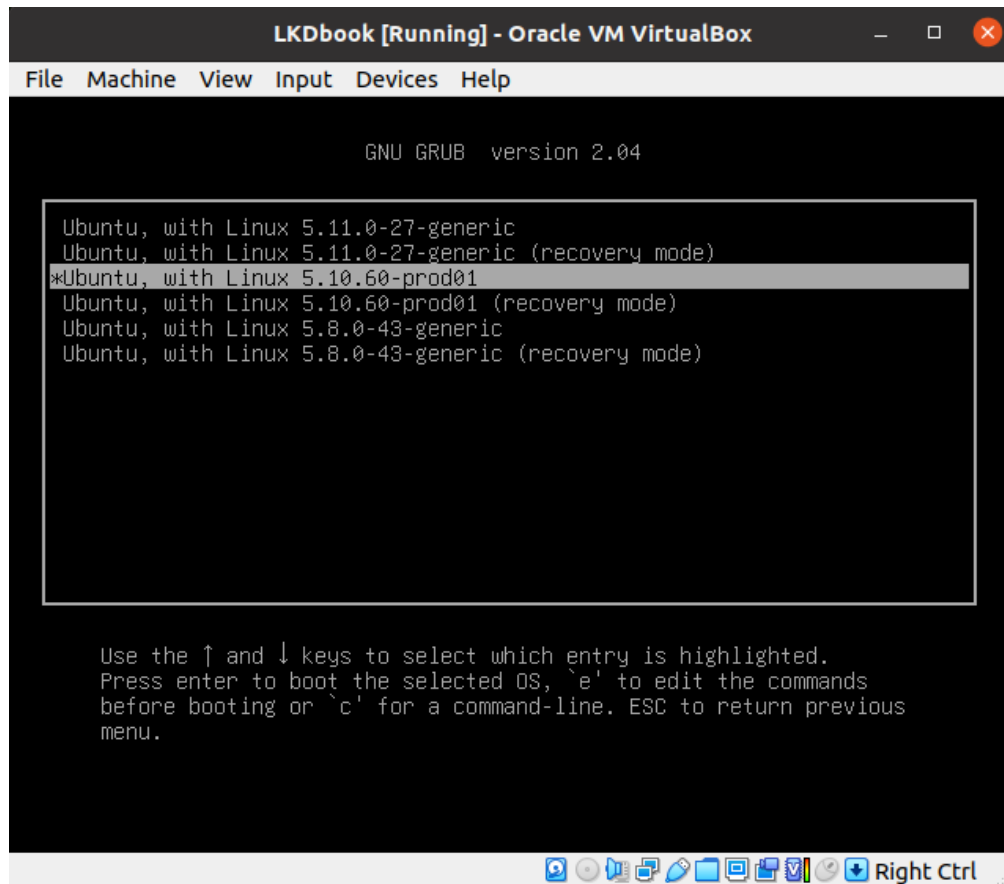 LKDbook [Running] - Oracle VM VirtualBox
File Machine View Input Devices Help
GNU GRUB version 2.04
Ubuntu, with Linux 5.11.0-27-generic
Ubuntu, with Linux 5.11.0-27-generic (recovery mode)
*Ubuntu, with Linux 5.10.60-prod01
Ubuntu, with Linux 5.10.60-prod01 (recovery mode)
Ubuntu, with Linux 5.8.0-43-generic
Ubuntu, with Linux 5.8.0-43-generic (recovery mode)
Use the ↑ and ↓ keys to select which entry is highlighted.
Press enter to boot the selected OS, `e' to edit the commands
before booting or `c' for a command-line. ESC to return previous
menu.
Right Ctrl